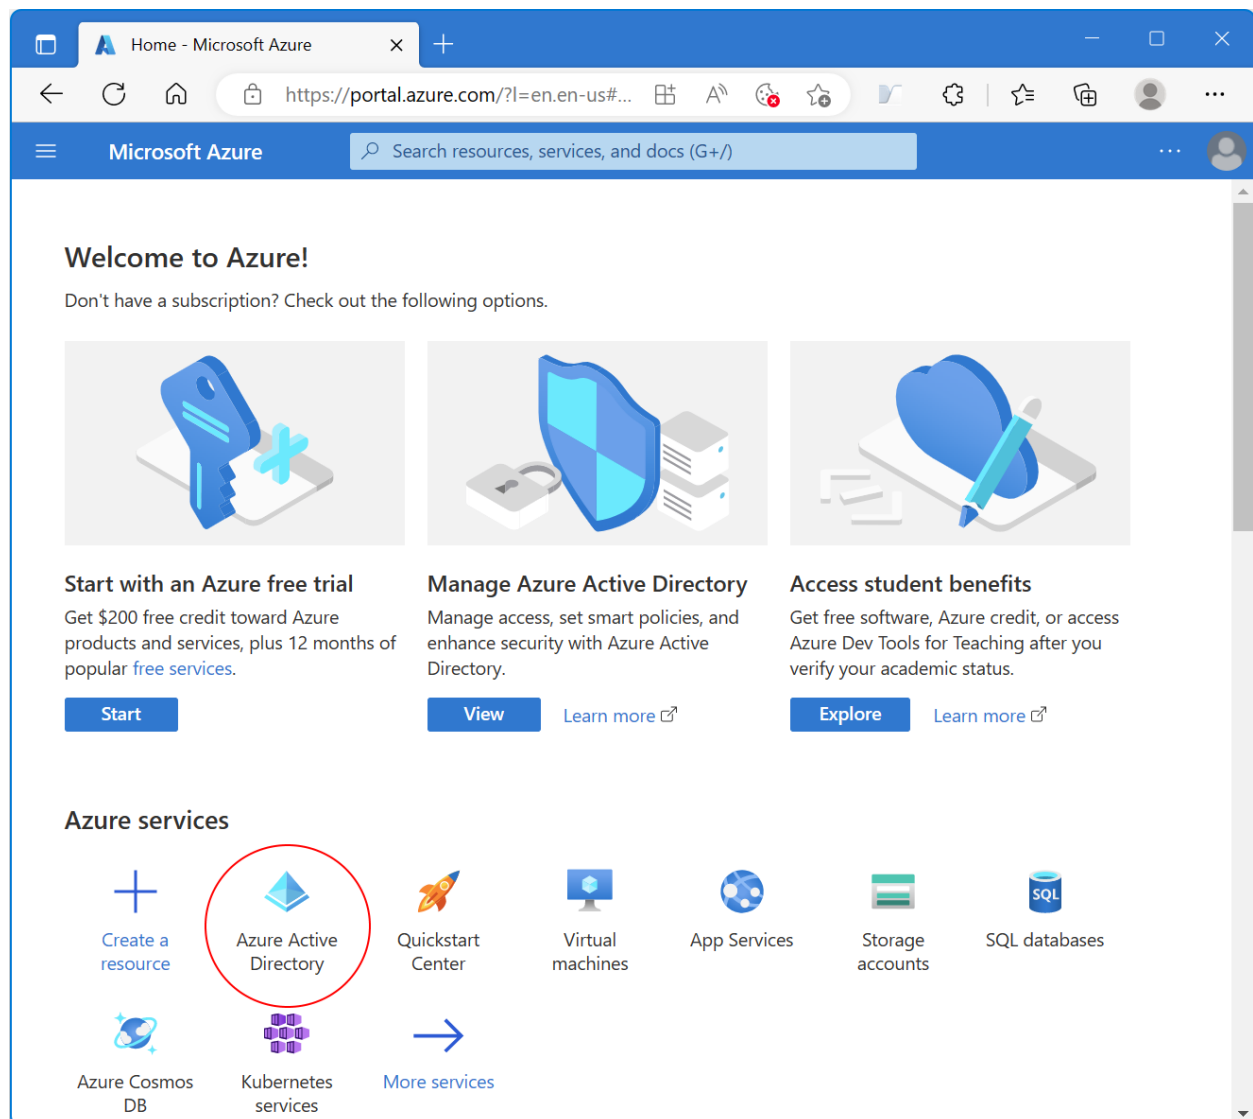 Home - Microsoft Azure
https://portal.azure.com/?l=en.en-us#...
Microsoft Azure
Search resources, services, and docs (G+/)
Welcome to Azure!
Don't have a subscription? Check out the following options.
Start with an Azure free trial
Get $200 free credit toward Azure
products and services, plus 12 months of
popular free services.
Start
Manage Azure Active Directory
Manage access, set smart policies, and
enhance security with Azure Active
Directory.
View
Learn more
Access student benefits
Get free software, Azure credit, or access
Azure Dev Tools for Teaching after you
verify your academic status.
Explore
Learn more
Azure services
Create a
resource
Azure Active
Directory
Quickstart
Center
Virtual
machines
App Services
Storage
accounts
SQL
SQL databases
Azure Cosmos
DB
Kubernetes
services
More services